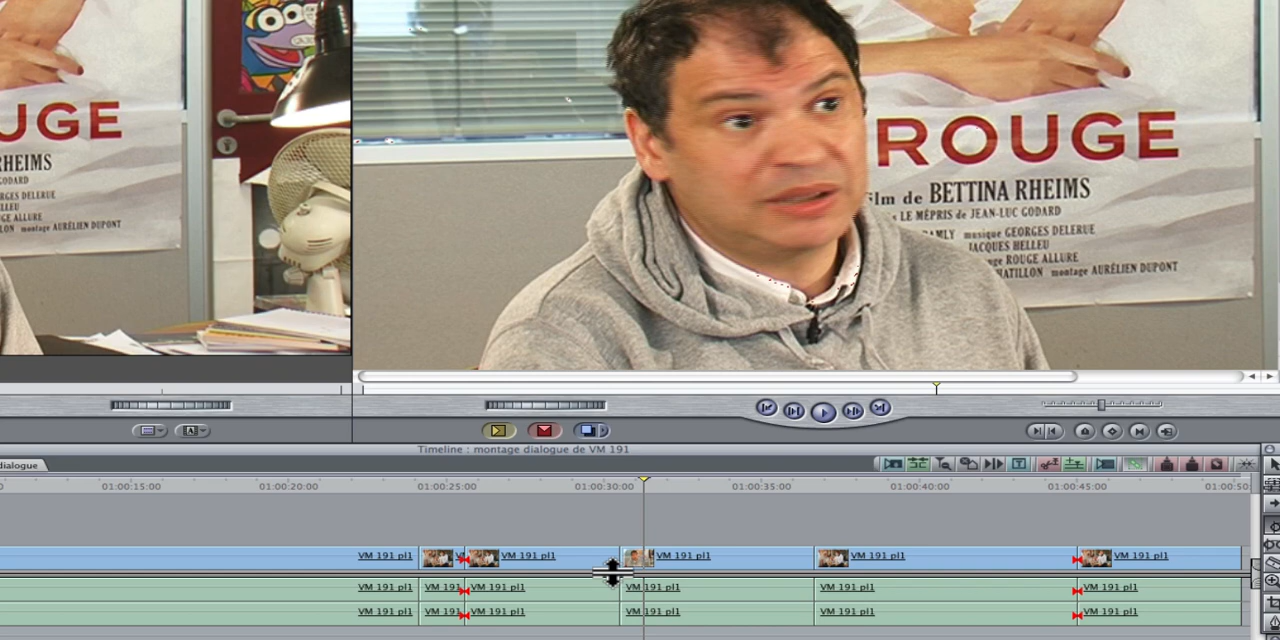 UGE
RHEIMS
GODARD
RGES DELERUE
LLEU
GE ALLURE
LON montage AURÉLIEN DUPONT
ROUGE
film de BETTINA RHEIMS
LE MÉPRIS de JEAN-LUC GODARD
musique GEORGES DELERUE
JACQUES HELLEU
ROUGE ALLURE
HATILLON montage AURÉLIEN DUPONT
Timeline : montage dialogue de VM 191
dialogue
01:00:15:00 01:00:20:00 01:00:25:00 01:00:30:00 01:00:35:00 01:00:40:00 01:00:45:00 01:00:50
VM 191 pl1 V VM 191 pl1 VM 191 pl1 VM 191 pl1 VM 191 pl1
VM 191 pl1 VM 191 VM 191 pl1 VM 191 pl1 VM 191 pl1 VM 191 pl1
VM 191 pl1 VM 191 VM 191 pl1 VM 191 pl1 VM 191 pl1 VM 191 pl1